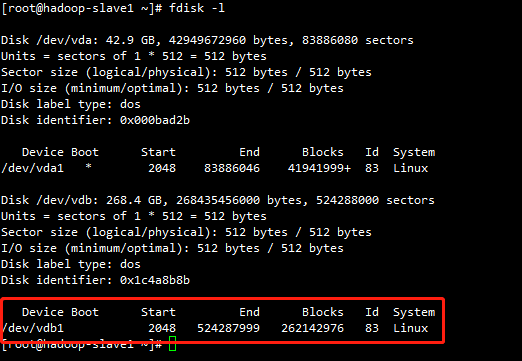 [root@hadoop-slave1 ~]# fdisk -l
Disk /dev/vda: 42.9 GB, 42949672960 bytes, 83886080 sectors
Units = sectors of 1 * 512 = 512 bytes
Sector size (logical/physical): 512 bytes / 512 bytes
I/O size (minimum/optimal): 512 bytes / 512 bytes
Disk label type: dos
Disk identifier: 0x000bad2b
Device Boot Start End Blocks Id System
/dev/vda1 * 2048 83886046 41941999+ 83 Linux
Disk /dev/vdb: 268.4 GB, 268435456000 bytes, 524288000 sectors
Units = sectors of 1 * 512 = 512 bytes
Sector size (logical/physical): 512 bytes / 512 bytes
I/O size (minimum/optimal): 512 bytes / 512 bytes
Disk label type: dos
Disk identifier: 0x1c4a8b8b
Device Boot Start End Blocks Id System
/dev/vdb1 2048 524287999 262142976 83 Linux
[root@hadoop-slave1 ~]#